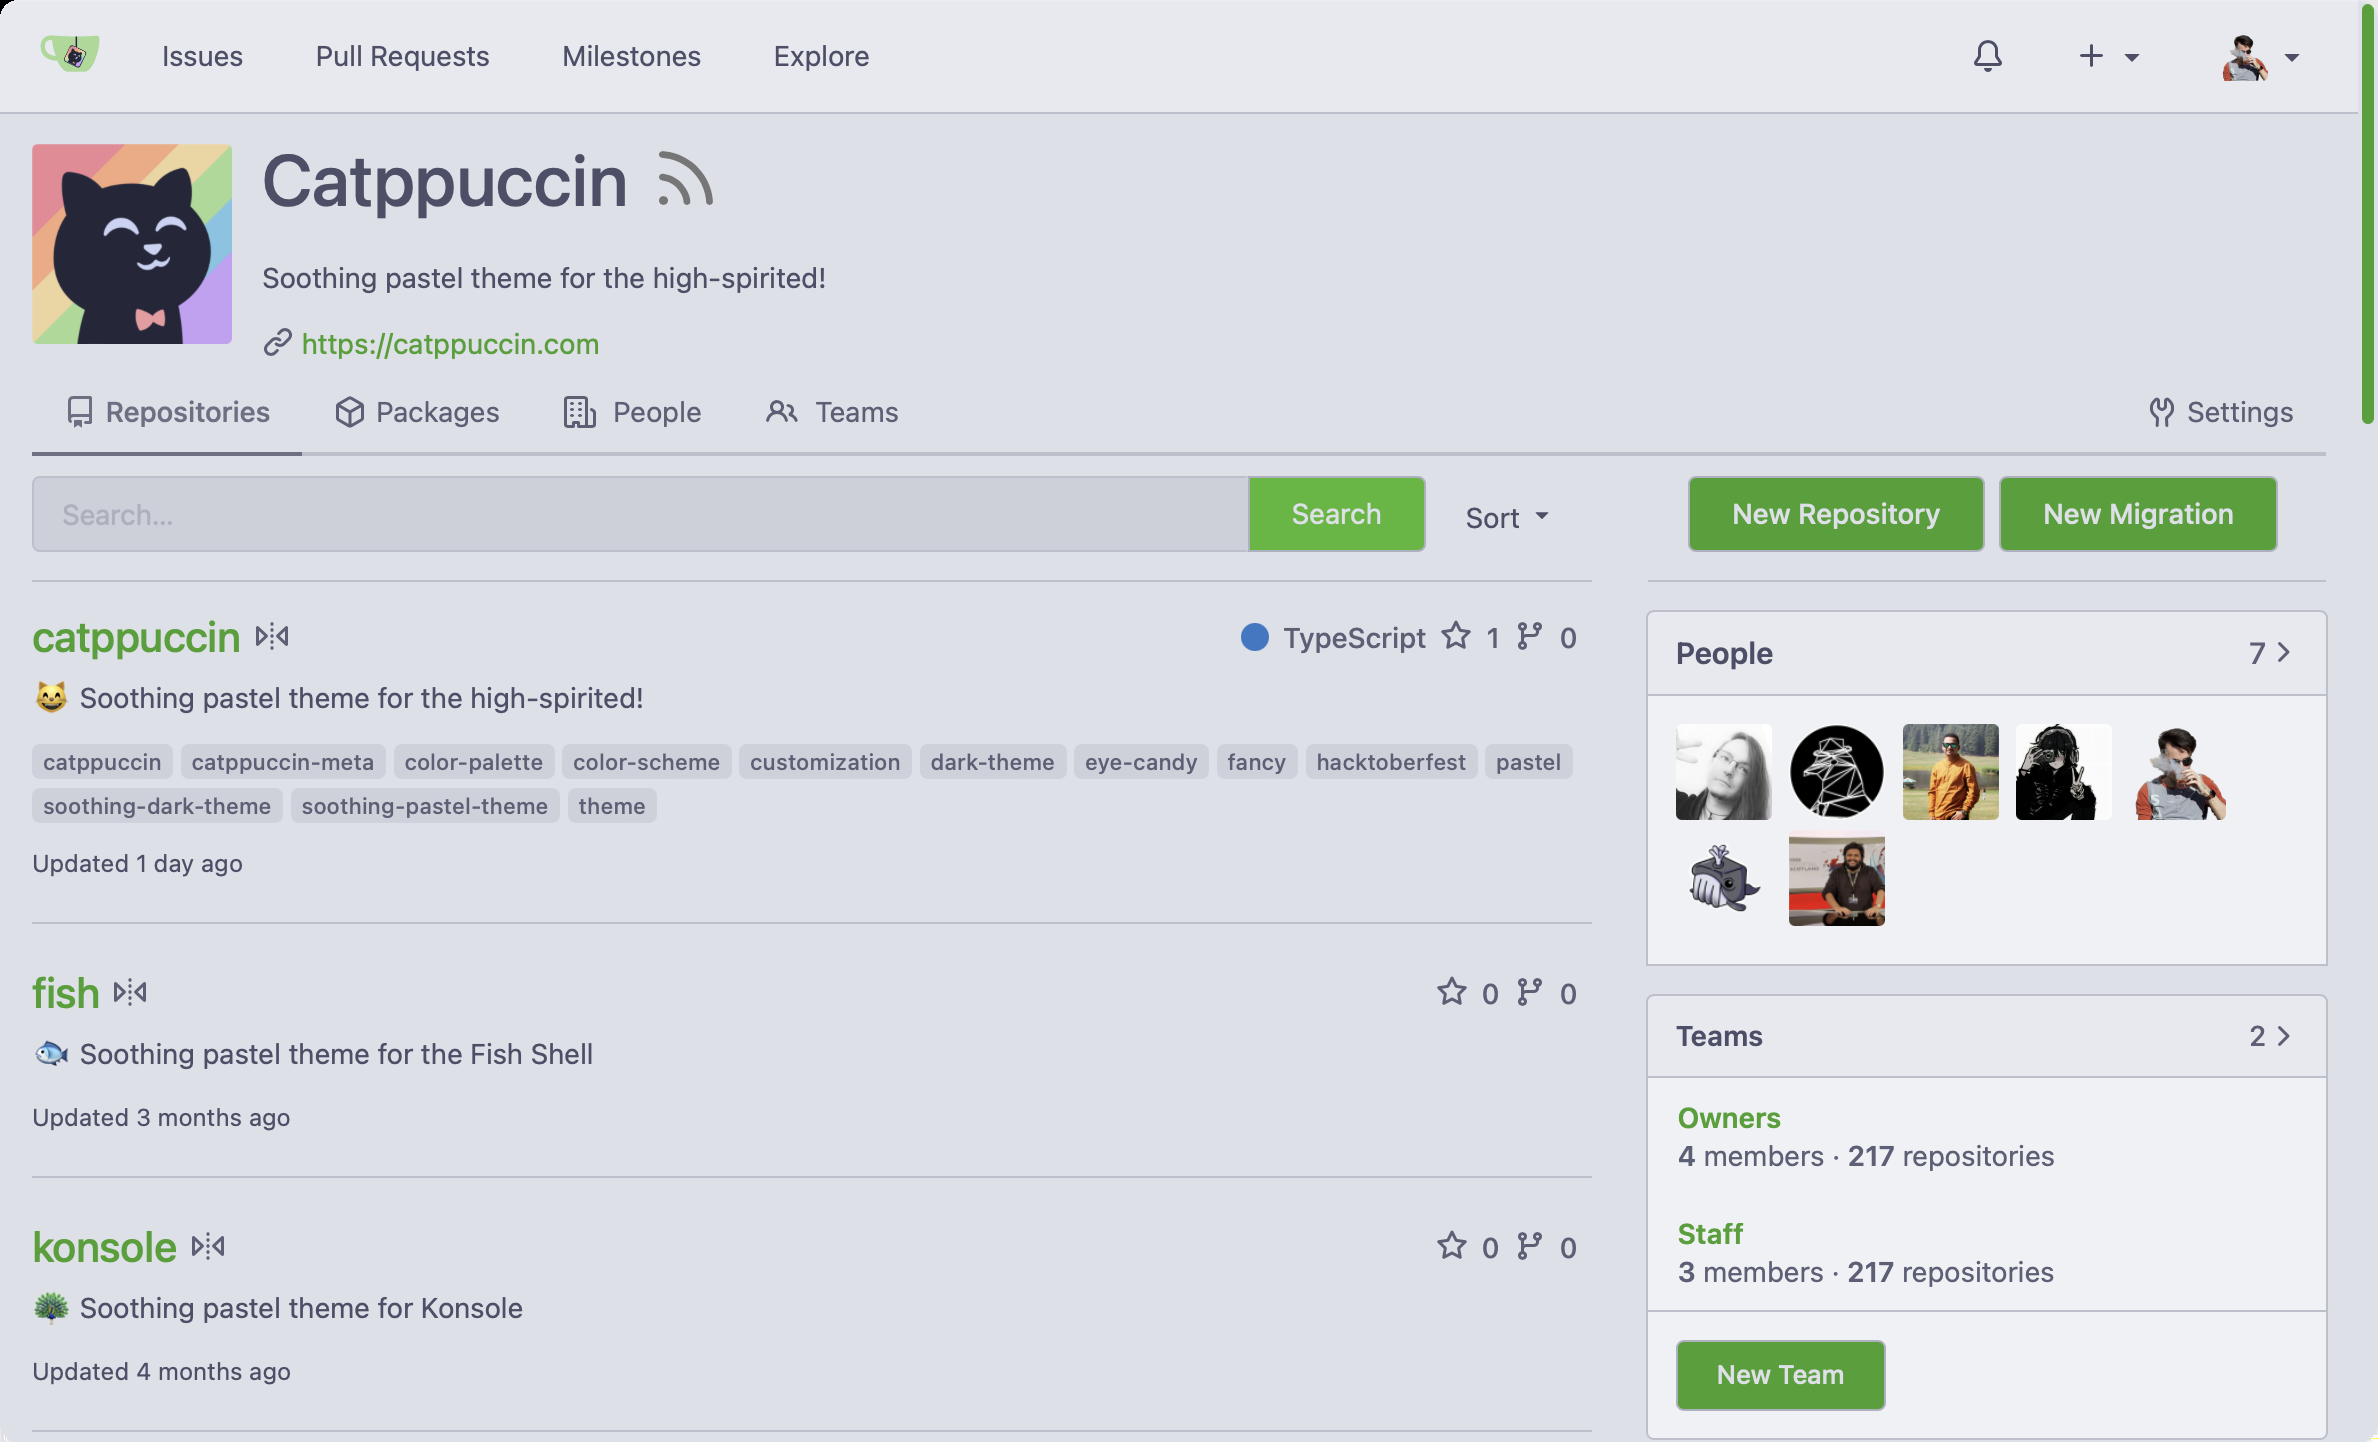 Issues Pull Requests Milestones Explore
Catppuccin
Soothing pastel theme for the high-spirited!
https://catppuccin.com
Repositories Packages People Teams Settings
Search... Search Sort New Repository New Migration
catppuccin TypeScript 1 0
Soothing pastel theme for the high-spirited!
catppuccin catppuccin-meta color-palette color-scheme customization dark-theme eye-candy fancy hacktoberfest pastel
soothing-dark-theme soothing-pastel-theme theme
Updated 1 day ago
fish 0 0
Soothing pastel theme for the Fish Shell
Updated 3 months ago
konsole 0 0
Soothing pastel theme for Konsole
Updated 4 months ago
People 7
Teams 2
Owners
4 members · 217 repositories
Staff
3 members · 217 repositories
New Team